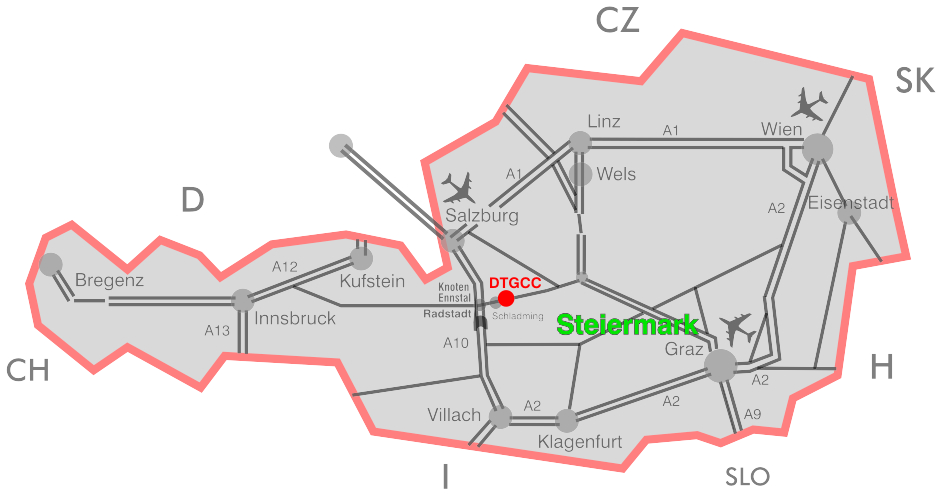 CZ
SK
Linz
A1
Wien
A1
Wels
D
A2
Eisenstadt
Salzburg
A12
Kufstein
Bregenz
Knoten
Ennstal
DTGCC
Radstadt
Schladming
Innsbruck
A13
Steiermark
A10
Graz
CH
H
A2
Villach
A2
A2
A9
Klagenfurt
I
SLO